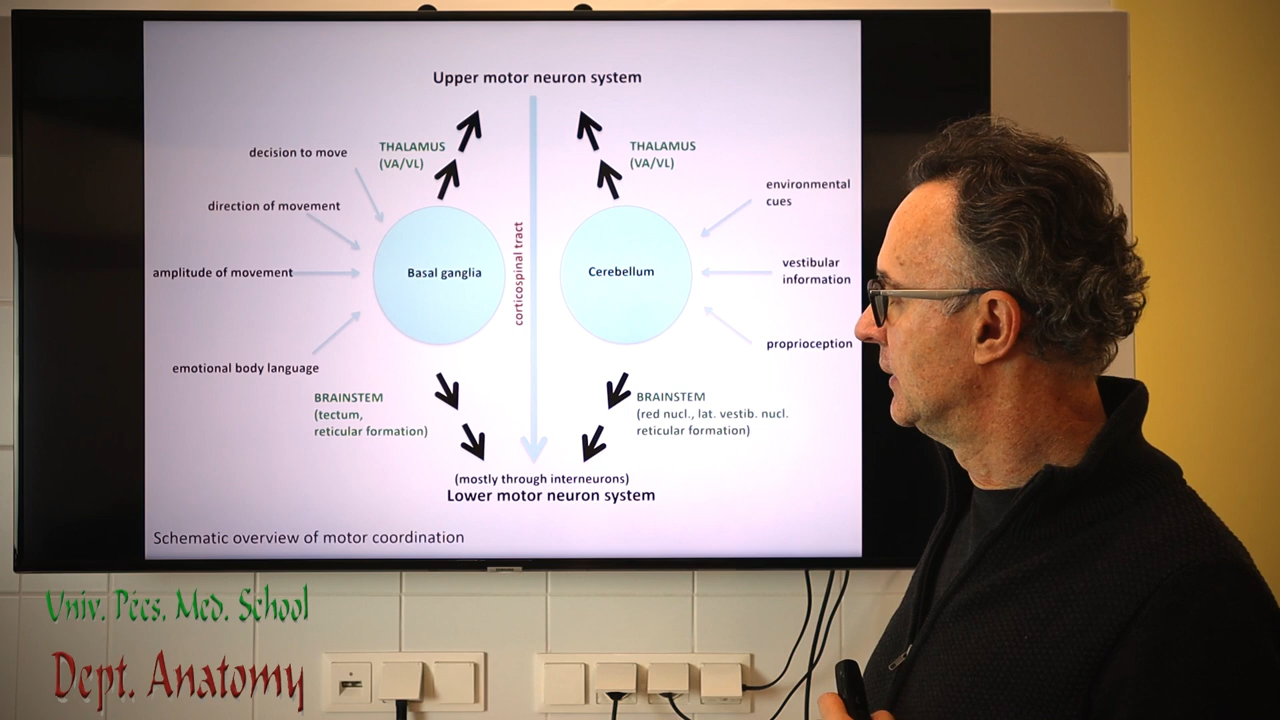 Upper motor neuron system
decision to move
THALAMUS
(VA/VL)
THALAMUS
(VA/VL)
direction of movement
environmental
cues
amplitude of movement
Basal ganglia
corticospinal tract
Cerebellum
vestibular
information
emotional body language
proprioception
BRAINSTEM
(tectum,
reticular formation)
BRAINSTEM
(red nucl., lat. vestib. nucl.
reticular formation)
(mostly through interneurons)
Lower motor neuron system
Schematic overview of motor coordination
Univ. Pécs. Med. School
Dept. Anatomy